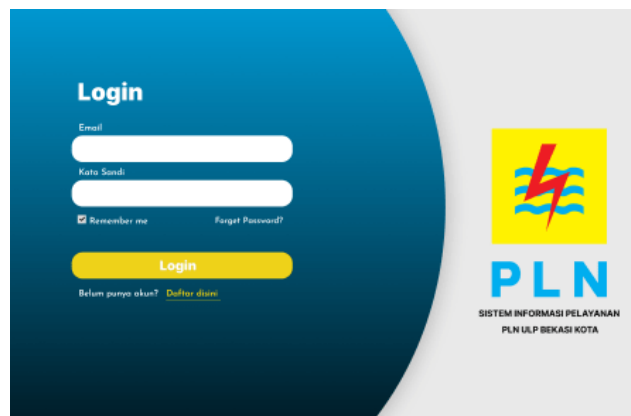 Login
Email
Kata Sandi
Remember me
Forget Password?
Login
Belum punya akun? Daftar disini
PLN
SISTEM INFORMASI PELAYANAN
PLN ULP BEKASI KOTA